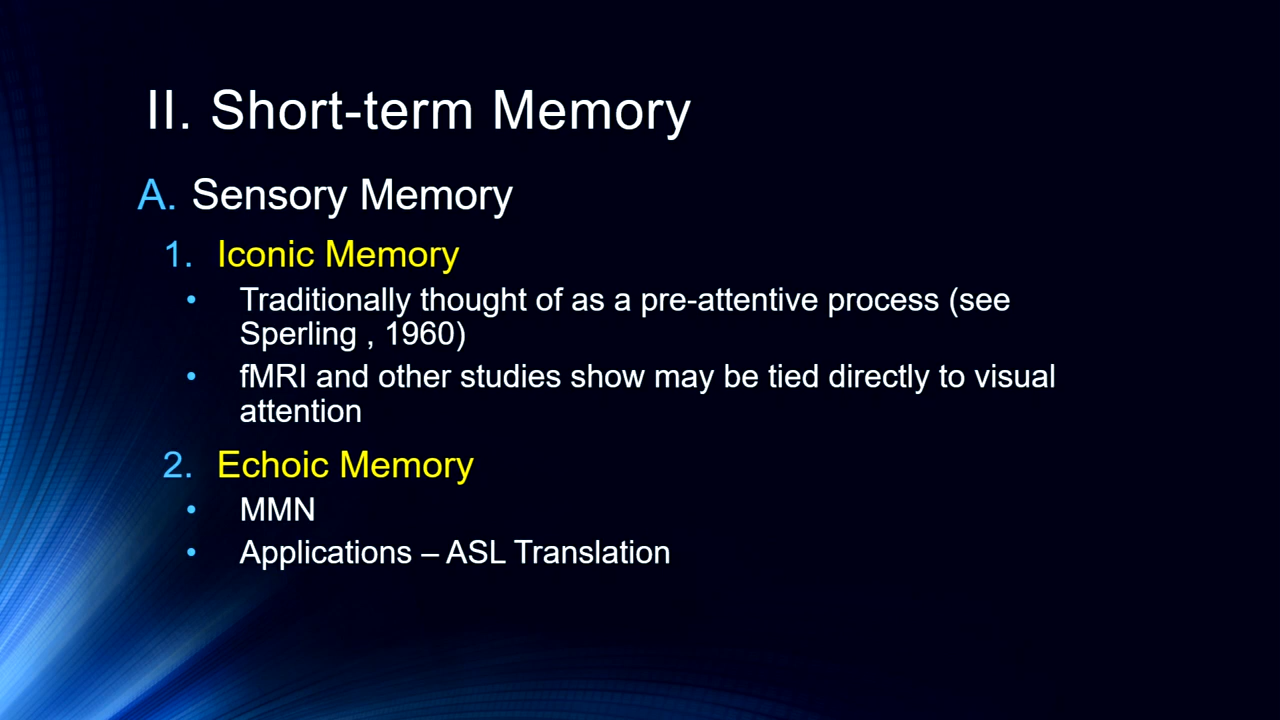 II. Short-term Memory
A. Sensory Memory
1. Iconic Memory
• Traditionally thought of as a pre-attentive process (see
Sperling , 1960)
• fMRI and other studies show may be tied directly to visual
attention
2. Echoic Memory
• MMN
• Applications – ASL Translation